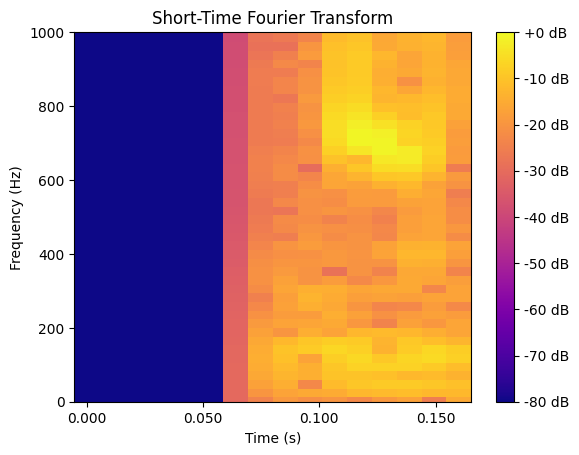 Short-Time Fourier Transform
1000
800
600
400
200
0
Frequency (Hz)
0.000
0.050
0.100
0.150
Time (s)
+0 dB
-10 dB
-20 dB
-30 dB
-40 dB
-50 dB
-60 dB
-70 dB
-80 dB